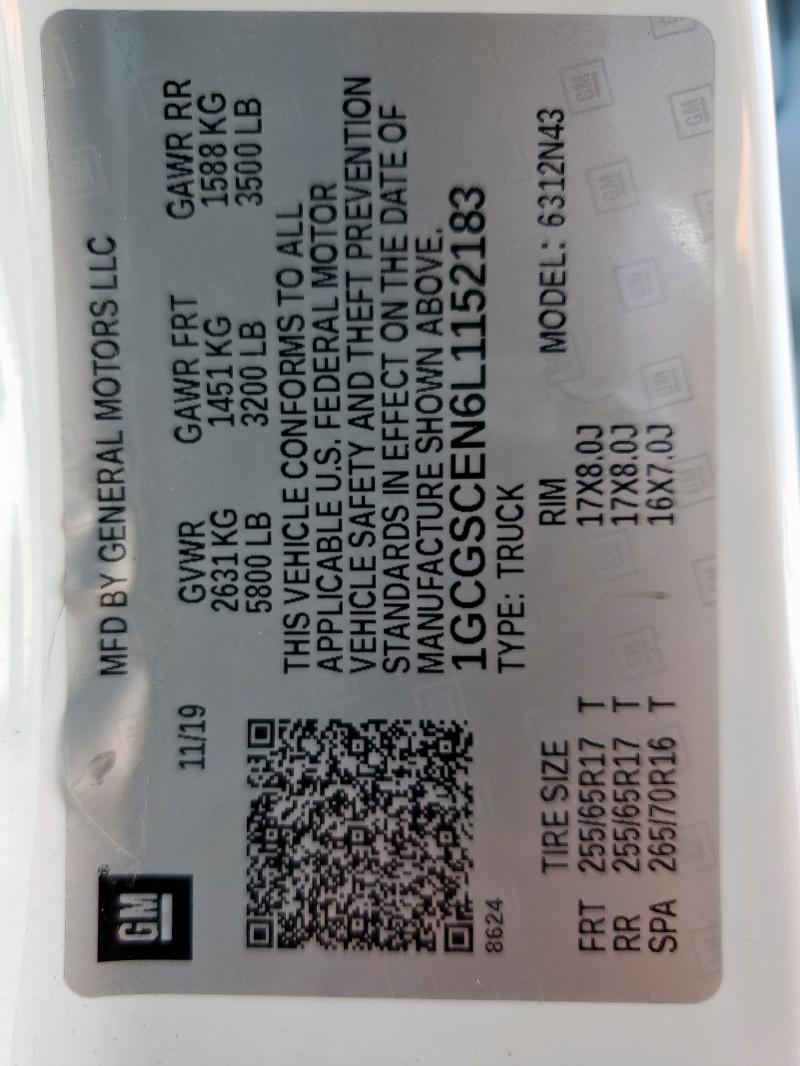 GM
MFD BY GENERAL MOTORS LLC
11/19
GVWR GAWR FRT GAWR RR
2631 KG 1451 KG 1588 KG
5800 LB 3200 LB 3500 LB
THIS VEHICLE CONFORMS TO ALL
APPLICABLE U.S. FEDERAL MOTOR
VEHICLE SAFETY AND THEFT PREVENTION
STANDARDS IN EFFECT ON THE DATE OF
MANUFACTURE SHOWN ABOVE.
1GCGSCEN6L1152183
TYPE: TRUCK
8624
TIRE SIZE RIM MODEL: 6312N43
FRT 255/65R17 T 17X8.0J
RR 255/65R17 T 17X8.0J
SPA 265/70R16 T 16X7.0J